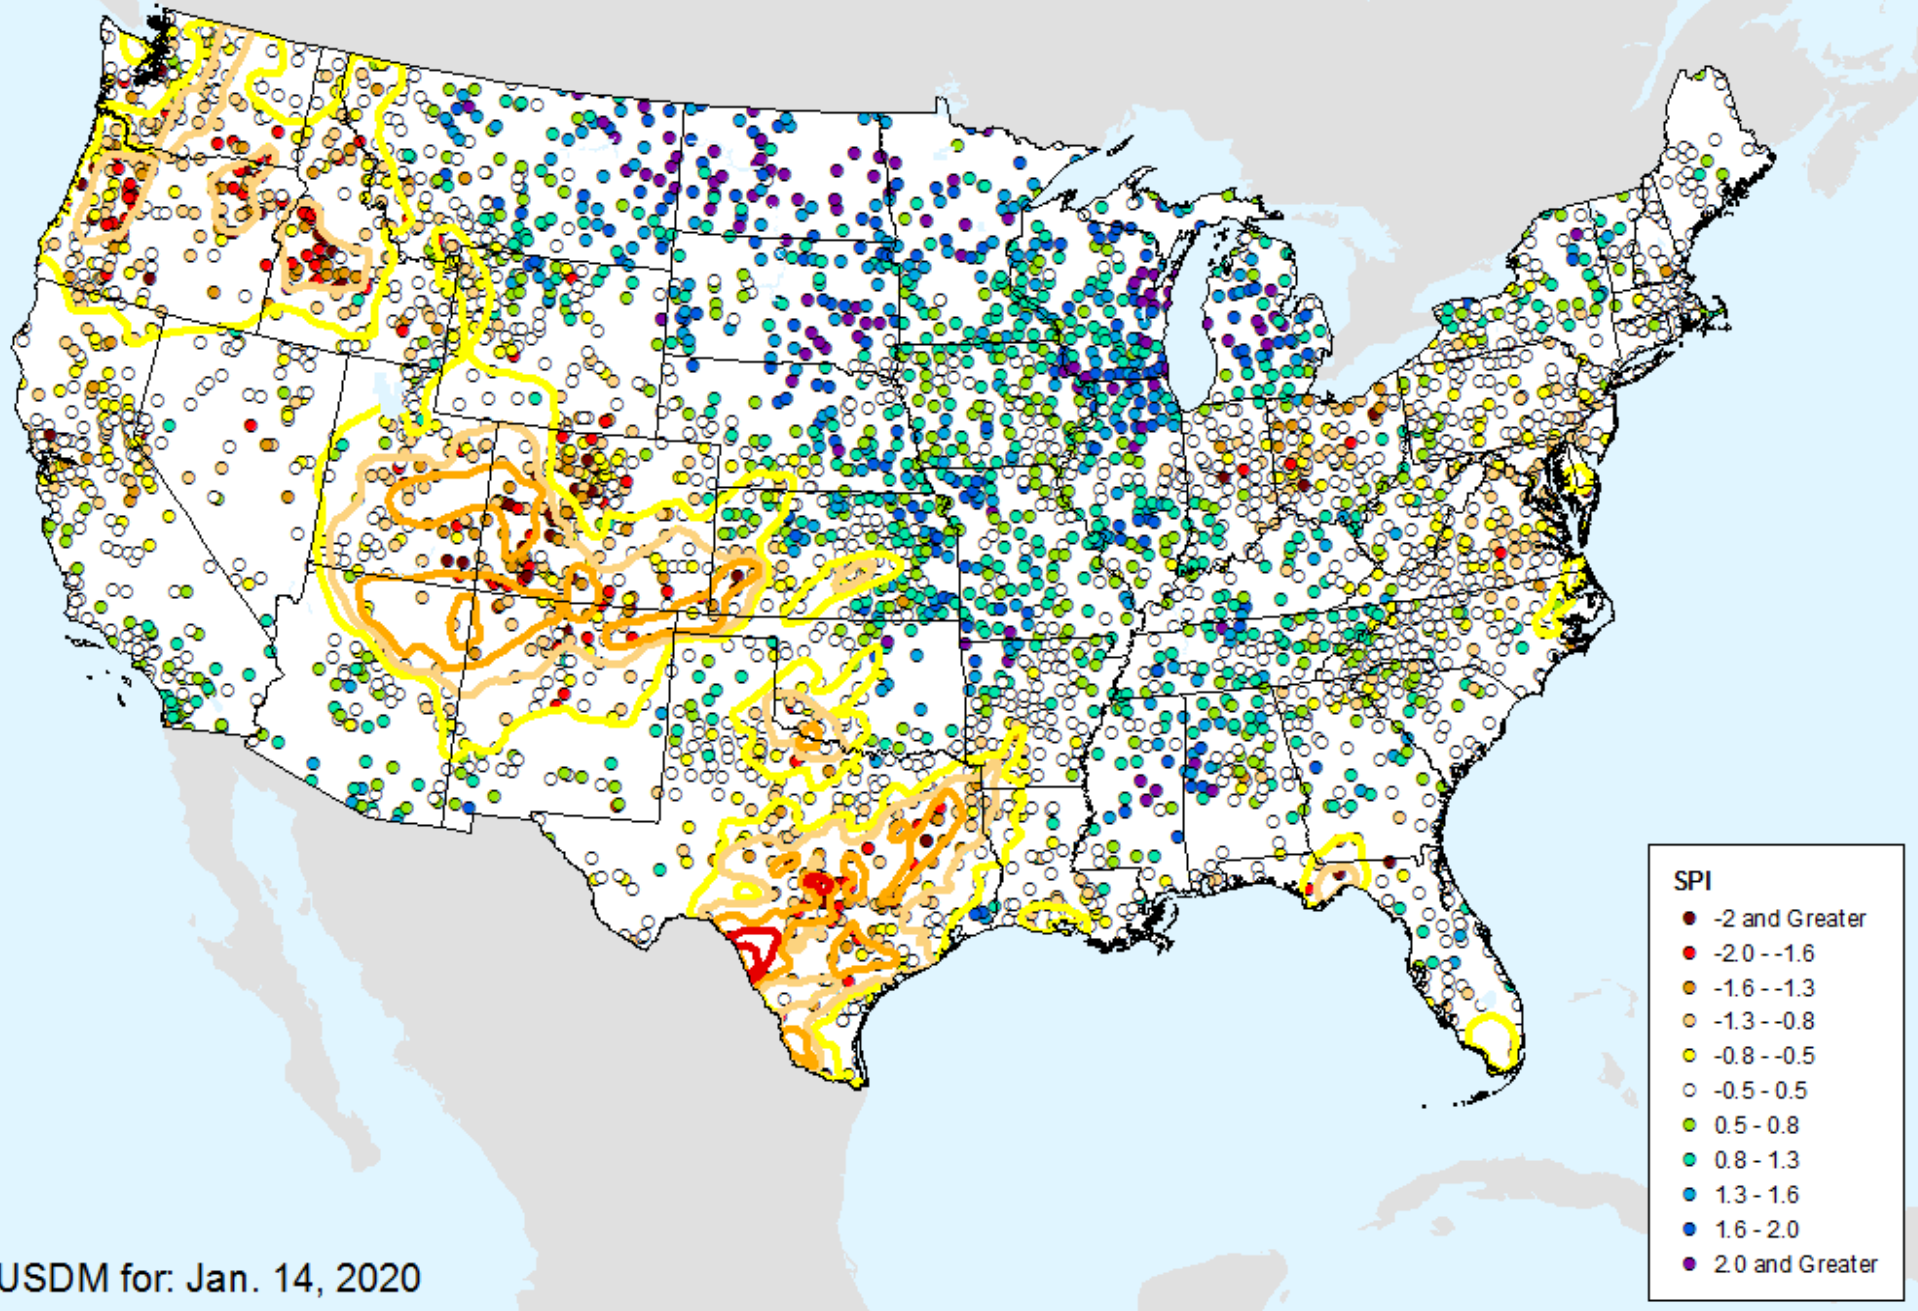 SPI
-2 and Greater
-2.0 - -1.6
-1.6 - -1.3
-1.3 - -0.8
-0.8 - -0.5
-0.5 - 0.5
0.5 - 0.8
0.8 - 1.3
1.3 - 1.6
1.6 - 2.0
2.0 and Greater
USDM for: Jan. 14, 2020